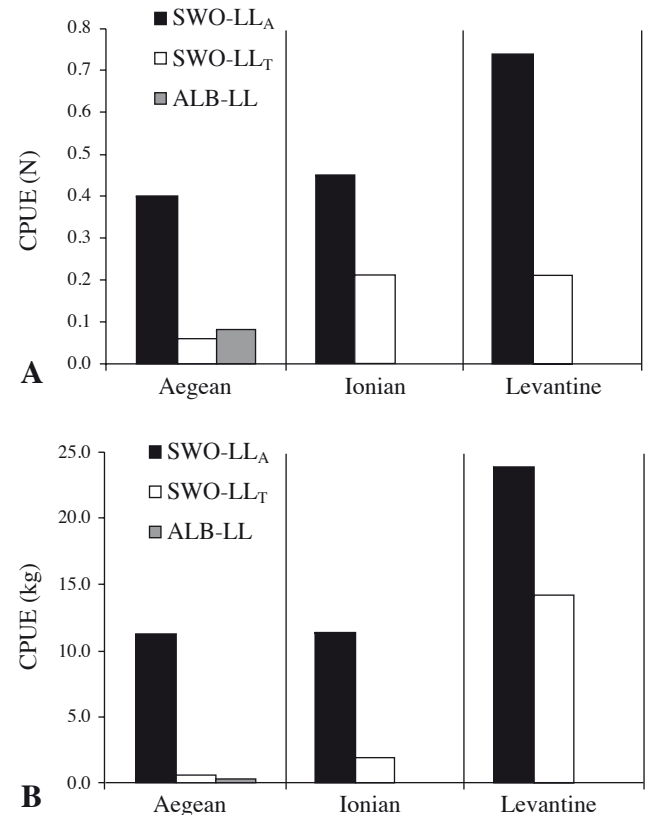 SWO-LLA
SWO-LLT
ALB-LL
0.8
0.7
0.6
0.5
0.4
0.3
0.2
0.1
0.0
CPUE (N)
A
Aegean Ionian Levantine
SWO-LLA
SWO-LLT
ALB-LL
25.0
20.0
15.0
10.0
5.0
0.0
CPUE (kg)
B
Aegean Ionian Levantine